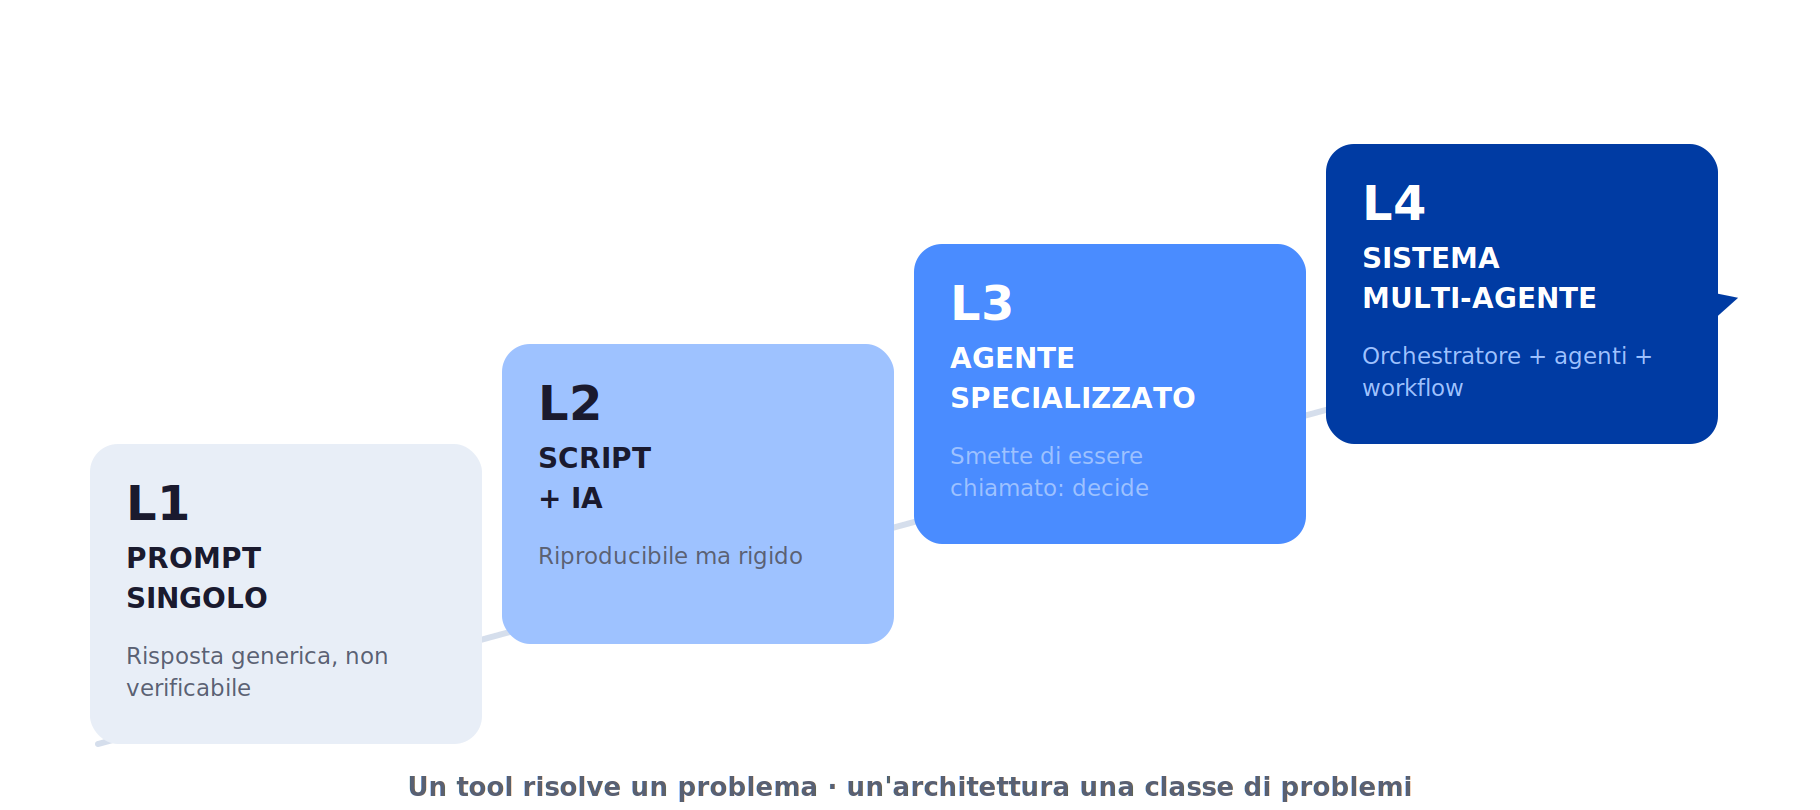 L1
PROMPT
SINGOLO
Risposta generica, non
verificabile
L2
SCRIPT
+ IA
Riproducibile ma rigido
L3
AGENTE
SPECIALIZZATO
Smette di essere
chiamato: decide
L4
SISTEMA
MULTI-AGENTE
Orchestratore + agenti +
workflow
Un tool risolve un problema · un'architettura una classe di problemi